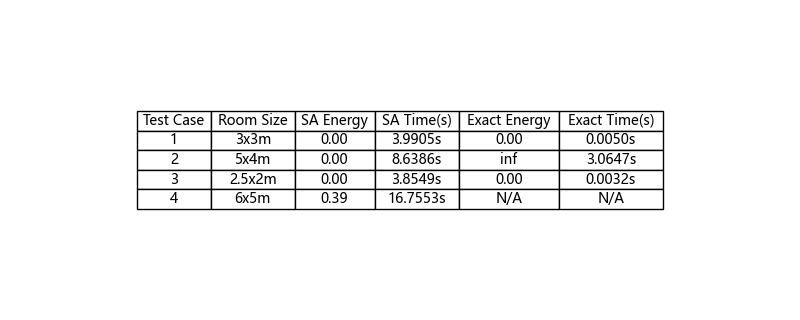 Test Case Room Size SA Energy SA Time(s) Exact Energy Exact Time(s)
1 3x3m 0.00 3.9905s 0.00 0.0050s
2 5x4m 0.00 8.6386s inf 3.0647s
3 2.5x2m 0.00 3.8549s 0.00 0.0032s
4 6x5m 0.39 16.7553s N/A N/A